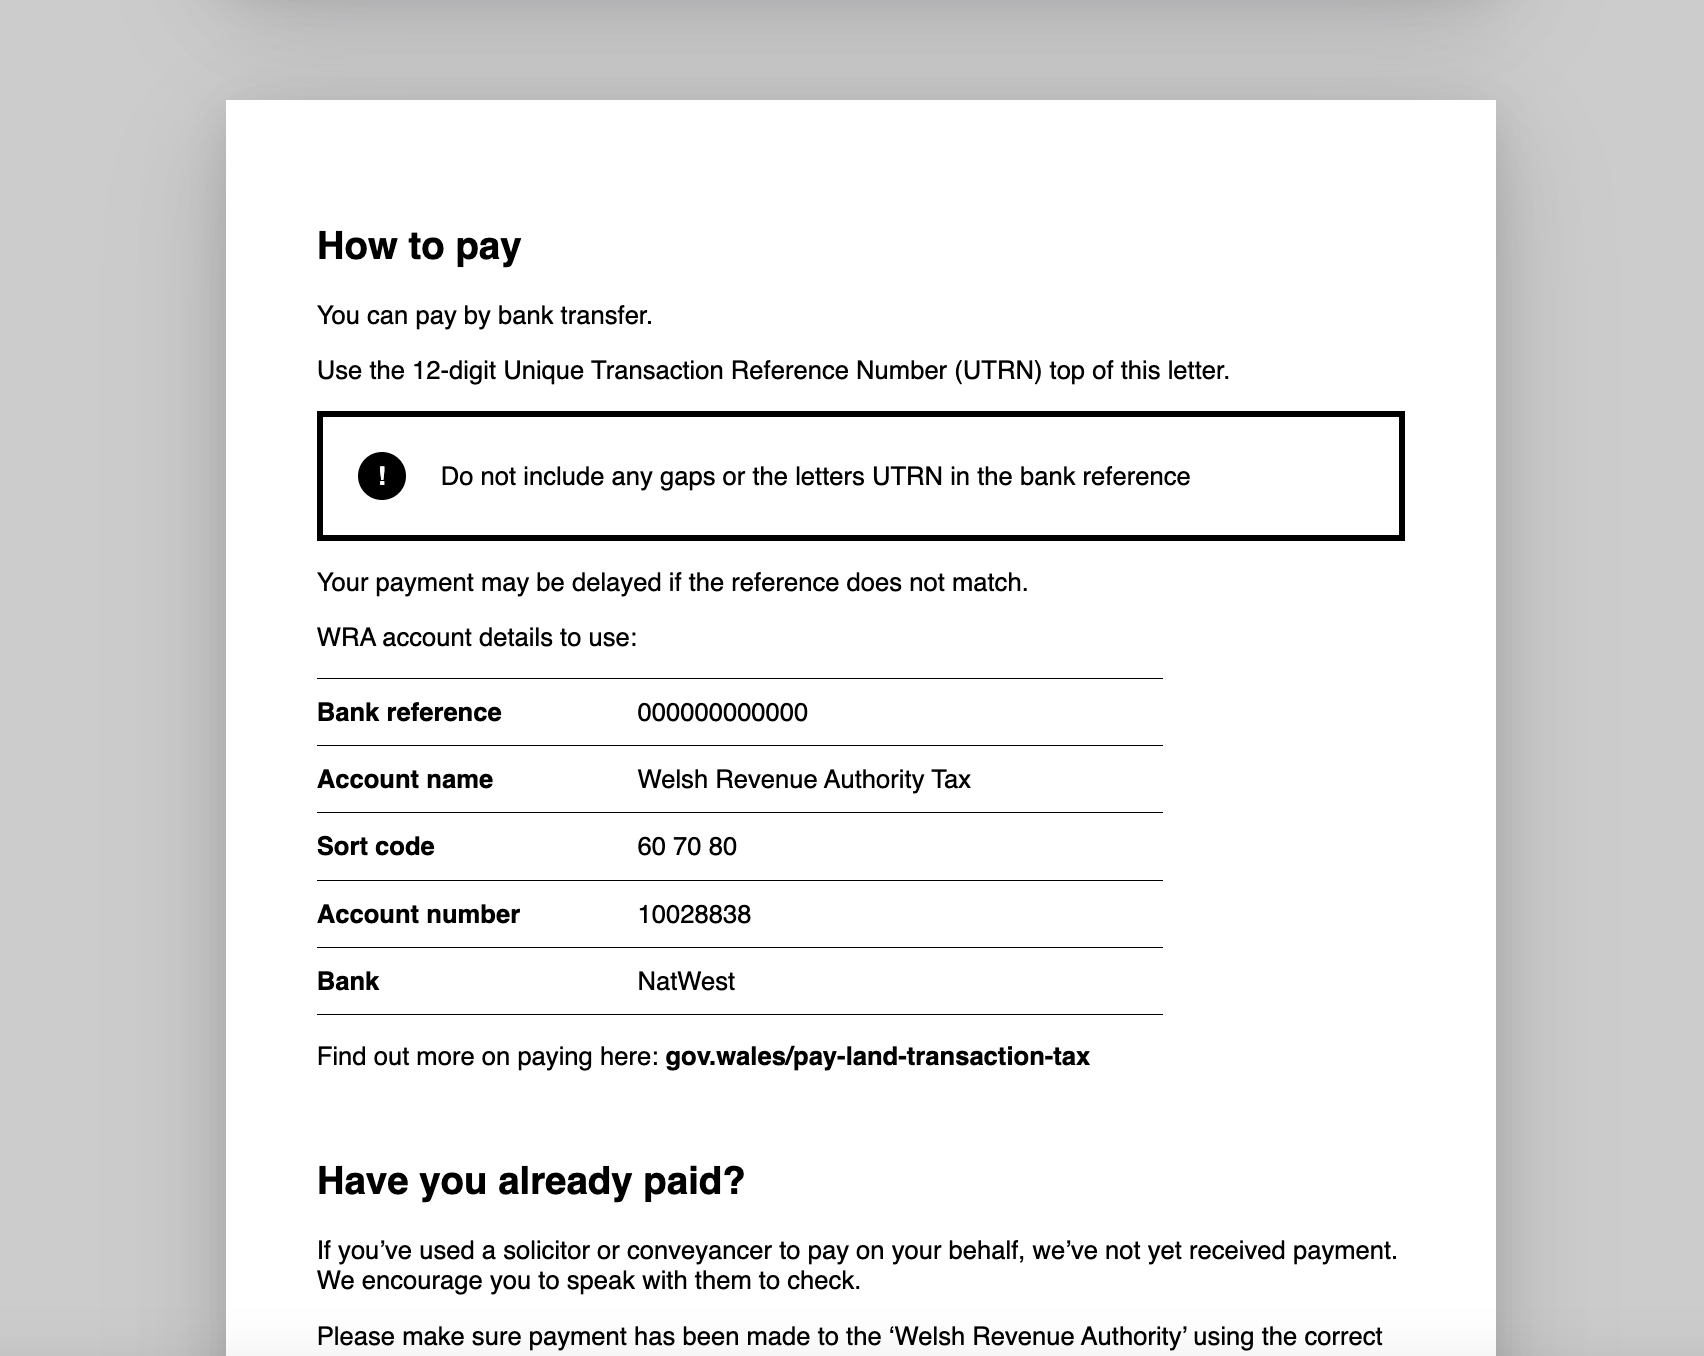 How to pay
You can pay by bank transfer.
Use the 12-digit Unique Transaction Reference Number (UTRN) top of this letter.
! Do not include any gaps or the letters UTRN in the bank reference
Your payment may be delayed if the reference does not match.
WRA account details to use:
Bank reference 000000000000
Account name Welsh Revenue Authority Tax
Sort code 60 70 80
Account number 10028838
Bank NatWest
Find out more on paying here: gov.wales/pay-land-transaction-tax
Have you already paid?
If you’ve used a solicitor or conveyancer to pay on your behalf, we’ve not yet received payment.
We encourage you to speak with them to check.
Please make sure payment has been made to the ‘Welsh Revenue Authority’ using the correct